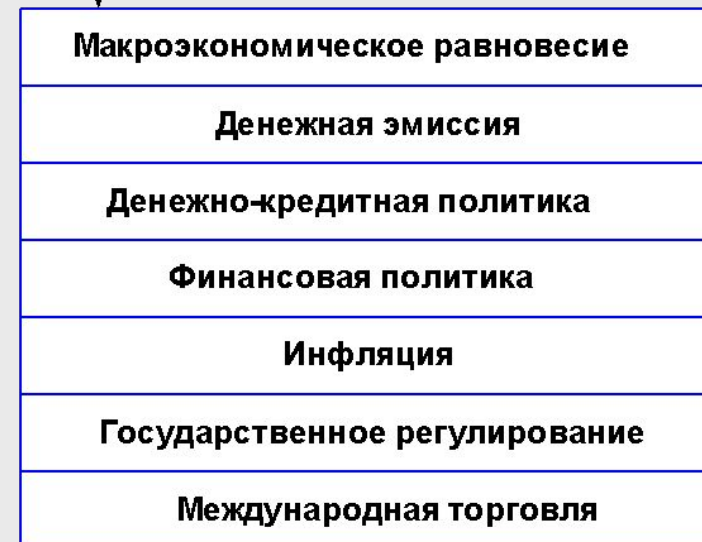 Макроэкономическое равновесие
Денежная эмиссия
Денежно-кредитная политика
Финансовая политика
Инфляция
Государственное регулирование
Международная торговля